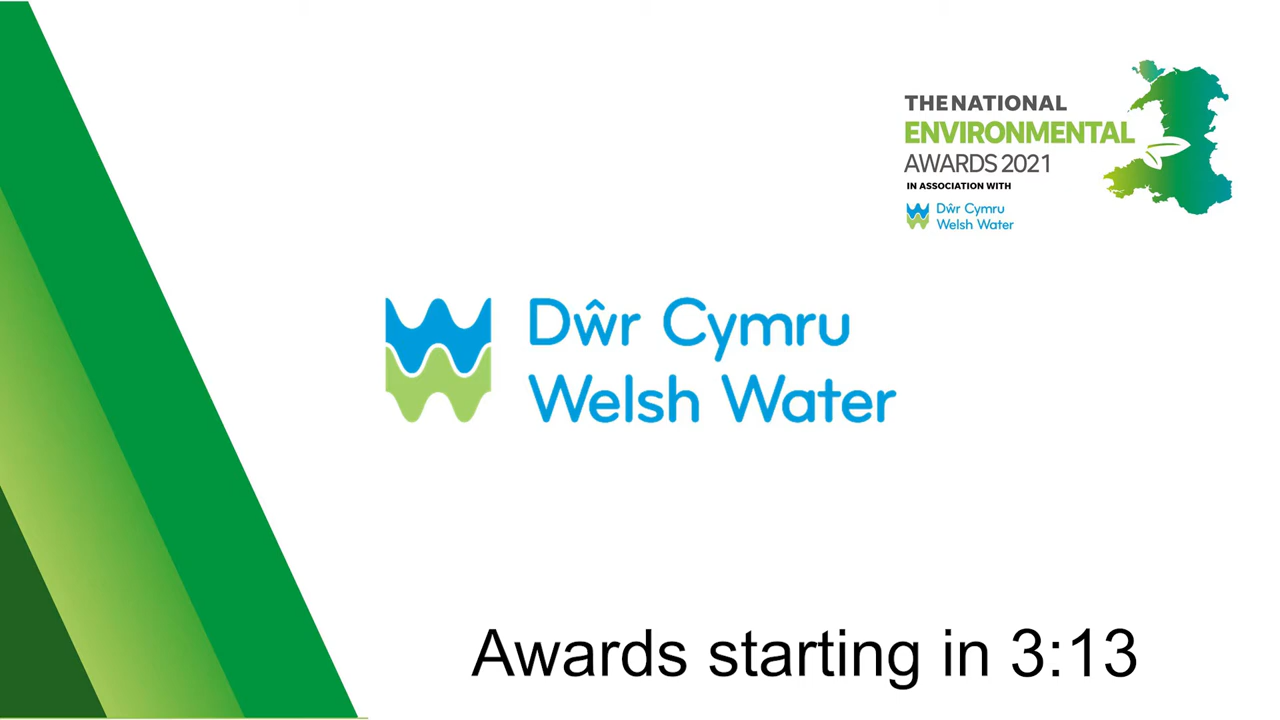 THE NATIONAL
ENVIRONMENTAL
AWARDS 2021
IN ASSOCIATION WITH
Dŵr Cymru
Welsh Water
Dŵr Cymru
Welsh Water
Awards starting in 3:13